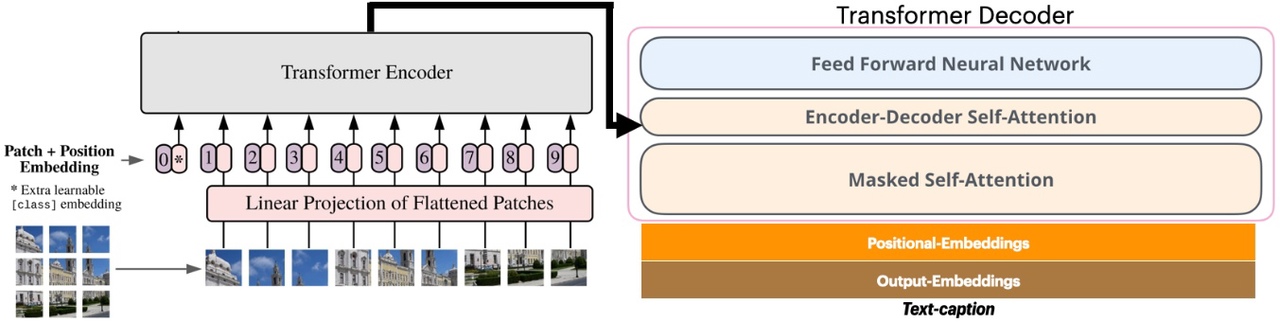 Transformer Decoder
Transformer Encoder
Feed Forward Neural Network
Encoder-Decoder Self-Attention
Masked Self-Attention
Patch + Position
Embedding
0 * 1 2 3 4 5 6 7 8 9
* Extra learnable
[class] embedding
Linear Projection of Flattened Patches
Positional-Embeddings
Output-Embeddings
Text-caption